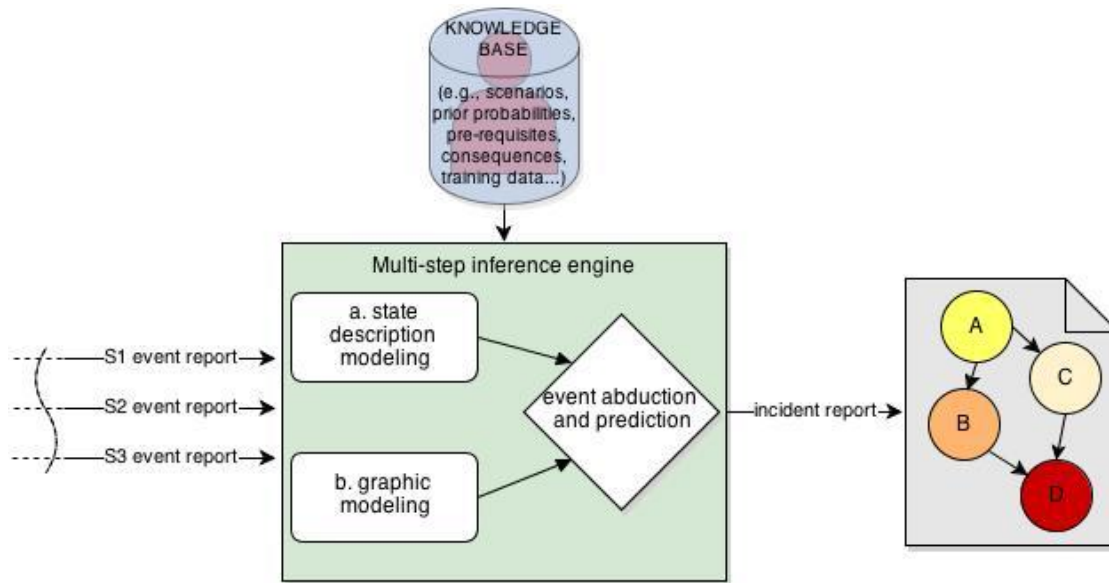 KNOWLEDGE
BASE
(e.g., scenarios,
prior probabilities,
pre-requisites,
consequences,
training data...)
Multi-step inference engine
a. state
description
modeling
S1 event report
S2 event report
S3 event report
event abduction
and prediction
b. graphic
modeling
incident report
A
C
B
D